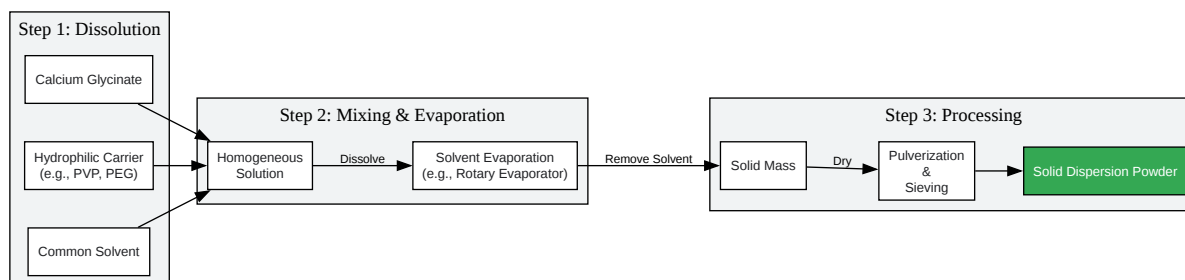 Step 1: Dissolution
Calcium Glycinate
Hydrophilic Carrier
(e.g., PVP, PEG)
Common Solvent
Step 2: Mixing & Evaporation
Homogeneous
Solution
Dissolve
Solvent Evaporation
(e.g., Rotary Evaporator)
Remove Solvent
Step 3: Processing
Solid Mass
Dry
Pulverization
&
Sieving
Solid Dispersion Powder